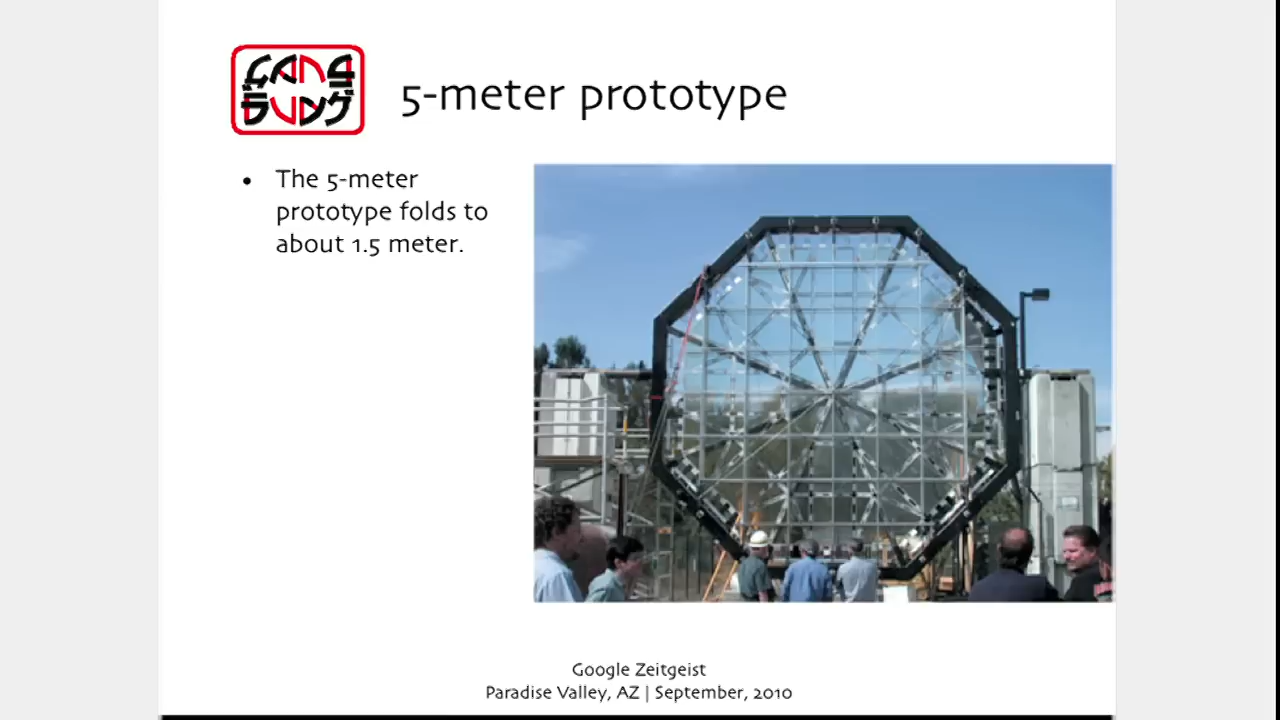 LANG
5-meter prototype
• The 5-meter
prototype folds to
about 1.5 meter.
Google Zeitgeist
Paradise Valley, AZ | September, 2010